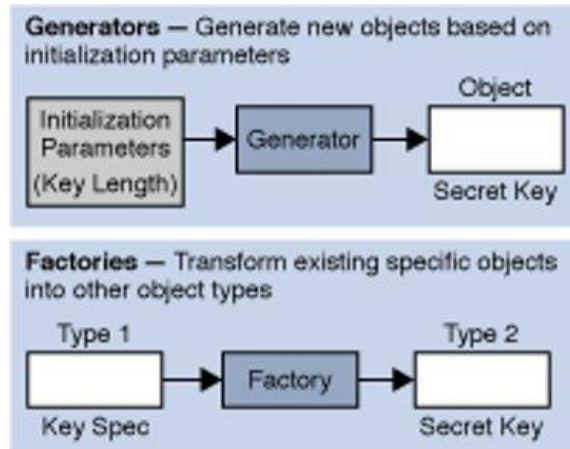 Generators — Generate new objects based on
initialization parameters
Object
Initialization
Parameters
(Key Length)
Generator
Secret Key
Factories — Transform existing specific objects
into other object types
Type 1
Type 2
Factory
Key Spec
Secret Key